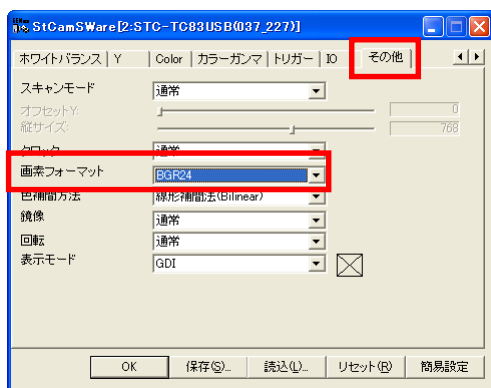 StCamSWare[2:STC-TC83USB(037_227)]
ホワイトバランス Y Color カラーガンマ トリガー IO その他
スキャンモード 通常
オフセットY: 0
縦サイズ: 768
クロック 通常
画素フォーマット BGR24
色補間方法 線形補間法(Bilinear)
鏡像 通常
回転 通常
表示モード GDI
OK 保存(S)... 読込(L)... リセット(R) 簡易設定